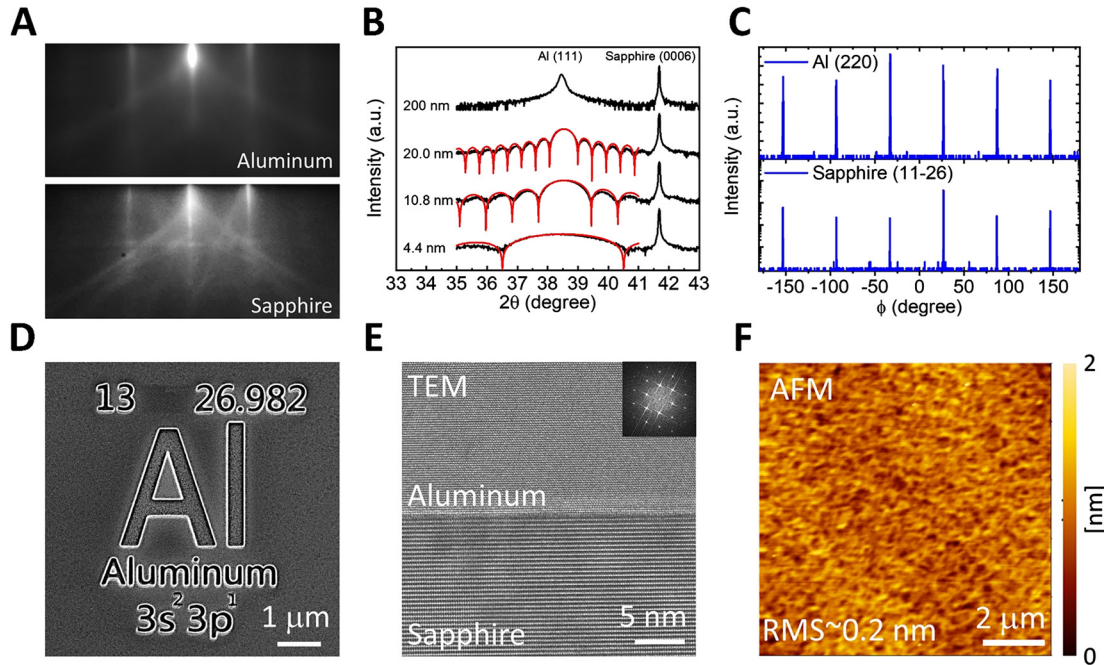 A
Aluminum
Sapphire
B
Intensity (a.u.)
Al (111)
Sapphire (0006)
200 nm
20.0 nm
10.8 nm
4.4 nm
33 34 35 36 37 38 39 40 41 42 43
2θ (degree)
C
Intensity (a.u.)
Al (220)
Sapphire (11-26)
-150 -100 -50 0 50 100 150
ϕ (degree)
D
13 26.982
Al
Aluminum
3s² 3p¹
1 μm
E
TEM
Aluminum
Sapphire
5 nm
F
AFM
RMS~0.2 nm
2 μm
2
[nm]
0